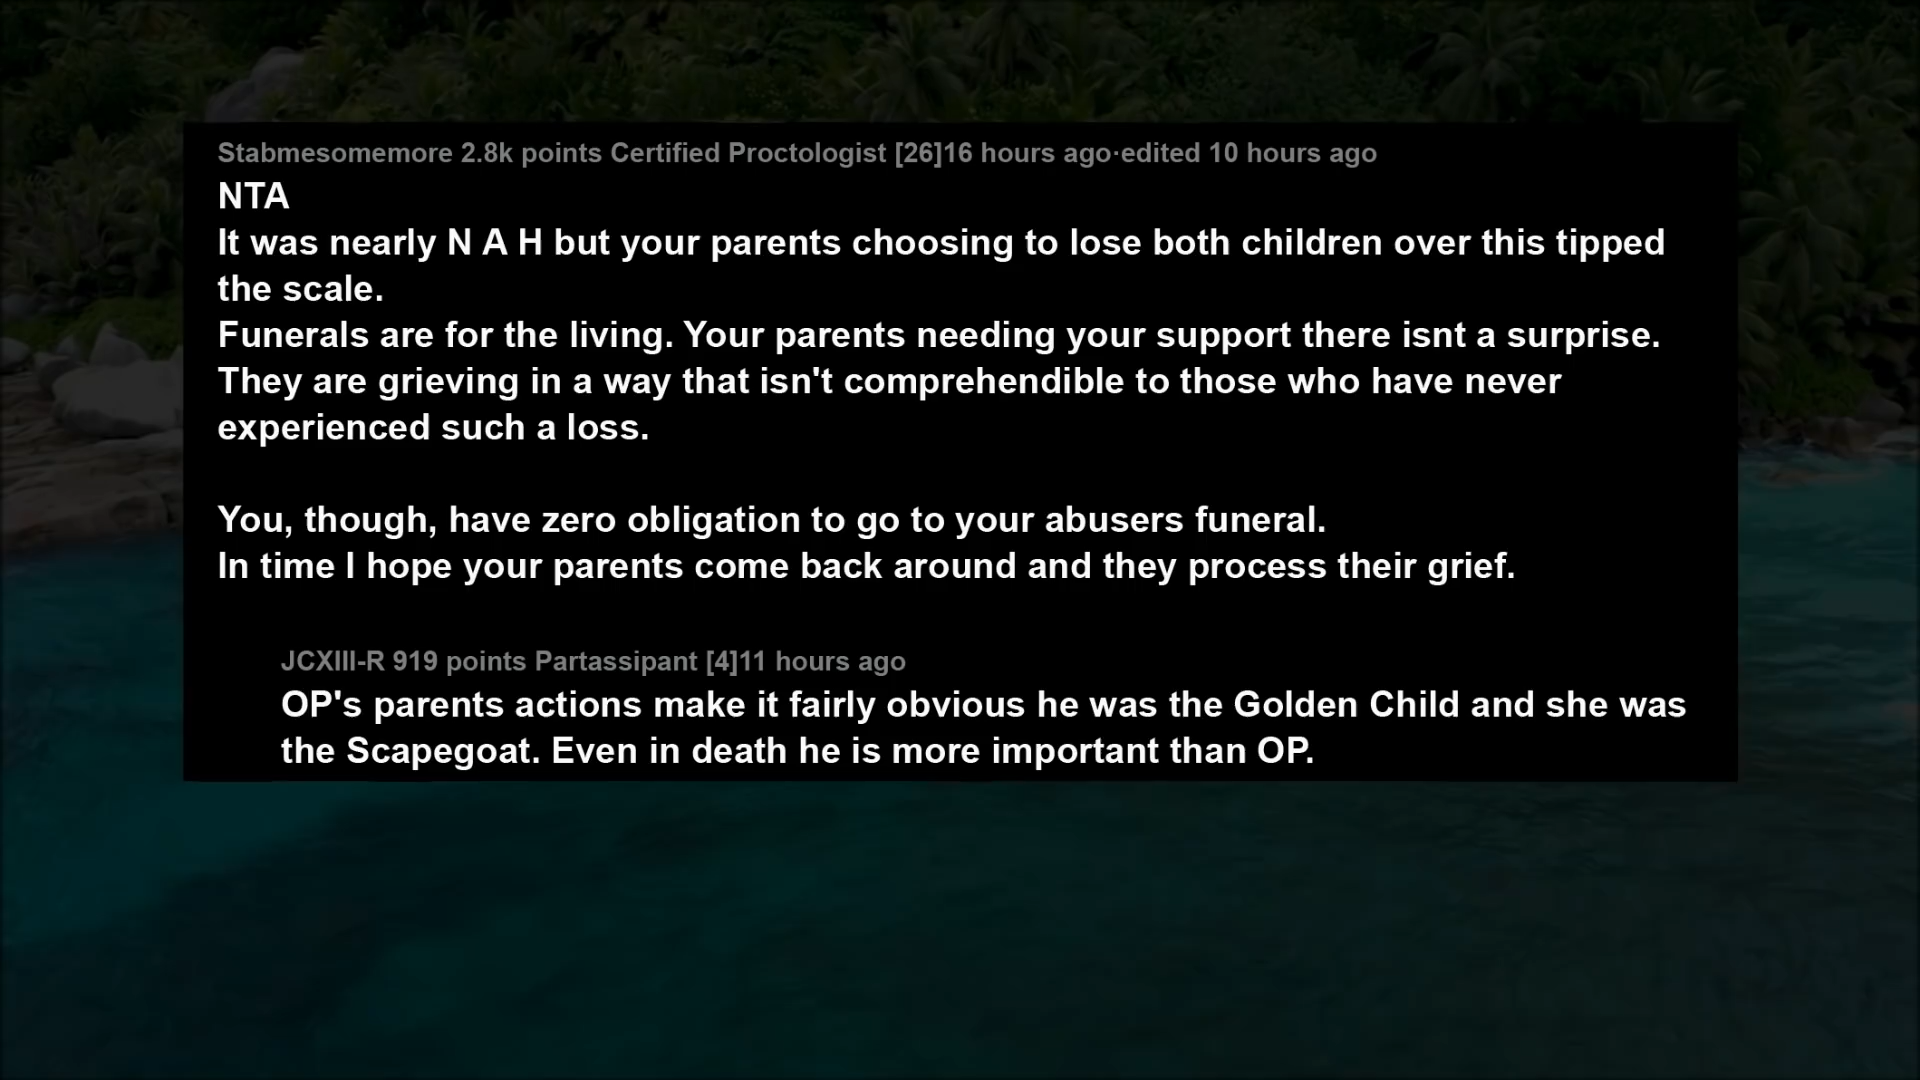 Stabmesomemore 2.8k points Certified Proctologist [26]16 hours ago·edited 10 hours ago
NTA
It was nearly N A H but your parents choosing to lose both children over this tipped
the scale.
Funerals are for the living. Your parents needing your support there isnt a surprise.
They are grieving in a way that isn't comprehendible to those who have never
experienced such a loss.
You, though, have zero obligation to go to your abusers funeral.
In time I hope your parents come back around and they process their grief.
JCXIII-R 919 points Partassipant [4]11 hours ago
OP's parents actions make it fairly obvious he was the Golden Child and she was
the Scapegoat. Even in death he is more important than OP.